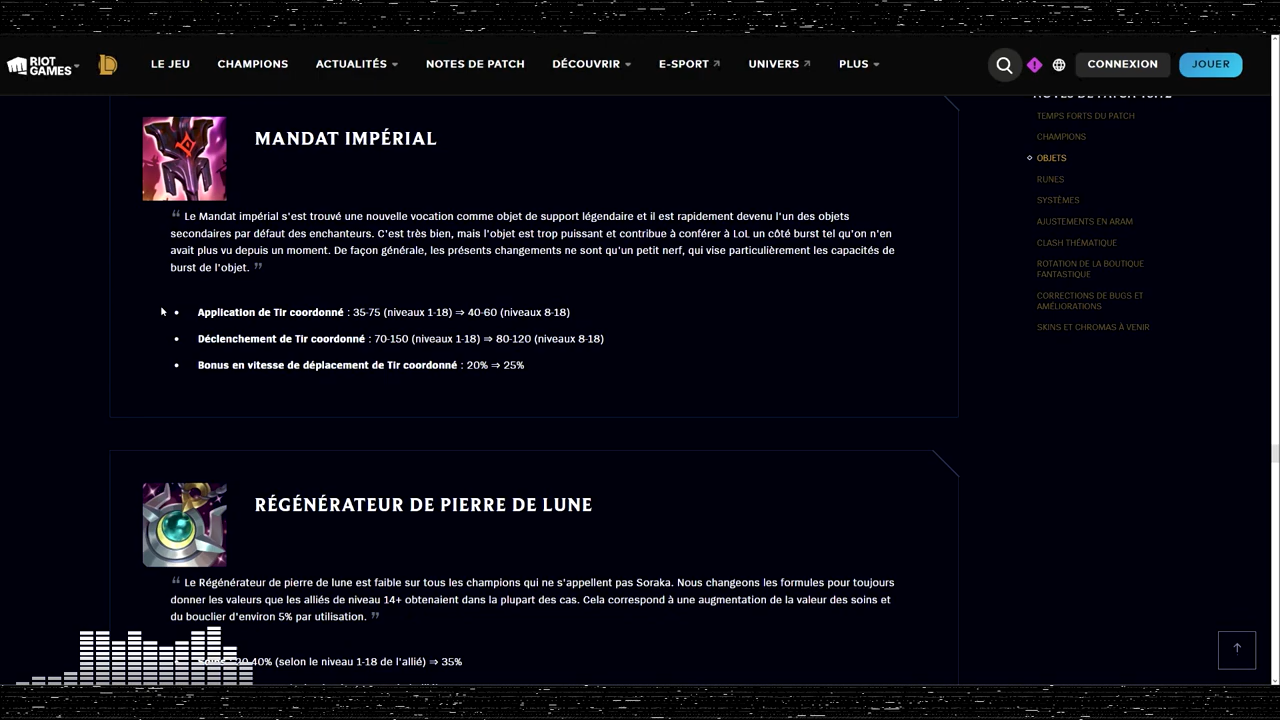 RIOT GAMES
LE JEU
CHAMPIONS
ACTUALITÉS
NOTES DE PATCH
DÉCOUVRIR
E-SPORT
UNIVERS
PLUS
CONNEXION
JOUER
MANDAT IMPÉRIAL
“ Le Mandat impérial s'est trouvé une nouvelle vocation comme objet de support légendaire et il est rapidement devenu l'un des objets
secondaires par défaut des enchanteurs. C'est très bien, mais l'objet est trop puissant et contribue à conférer à LoL un côté burst tel qu'on n'en
avait plus vu depuis un moment. De façon générale, les présents changements ne sont qu'un petit nerf, qui vise particulièrement les capacités de
burst de l'objet. ”
• Application de Tir coordonné : 35-75 (niveaux 1-18) ⇒ 40-60 (niveaux 8-18)
• Déclenchement de Tir coordonné : 70-150 (niveaux 1-18) ⇒ 80-120 (niveaux 8-18)
• Bonus en vitesse de déplacement de Tir coordonné : 20% ⇒ 25%
RÉGÉNÉRATEUR DE PIERRE DE LUNE
“ Le Régénérateur de pierre de lune est faible sur tous les champions qui ne s'appellent pas Soraka. Nous changeons les formules pour toujours
donner les valeurs que les alliés de niveau 14+ obtenaient dans la plupart des cas. Cela correspond à une augmentation de la valeur des soins et
du bouclier d'environ 5% par utilisation. ”
20-40% (selon le niveau 1-18 de l'allié) ⇒ 35%
NOTES DE PATCH
TEMPS FORTS DU PATCH
CHAMPIONS
OBJETS
RUNES
SYSTÈMES
AJUSTEMENTS EN ARAM
CLASH THÉMATIQUE
ROTATION DE LA BOUTIQUE
FANTASTIQUE
CORRECTIONS DE BUGS ET
AMÉLIORATIONS
SKINS ET CHROMAS À VENIR